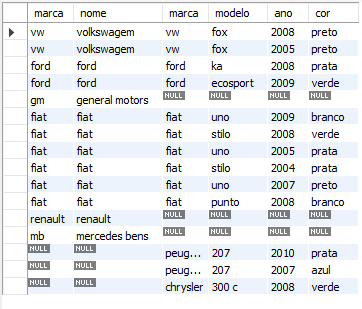 marca nome marca modelo ano cor
vw volkswagem vw fox 2008 preto
vw volkswagem vw fox 2005 preto
ford ford ford ka 2008 prata
ford ford ford ecosport 2009 verde
gm general motors NULL NULL NULL NULL
fiat fiat fiat uno 2009 branco
fiat fiat fiat stilo 2008 verde
fiat fiat fiat uno 2005 prata
fiat fiat fiat stilo 2004 prata
fiat fiat fiat uno 2007 preto
fiat fiat fiat punto 2008 branco
renault renault NULL NULL NULL NULL
mb mercedes bens NULL NULL NULL NULL
NULL NULL peug... 207 2010 prata
NULL NULL peug... 207 2007 azul
NULL NULL chrysler 300 c 2008 verde